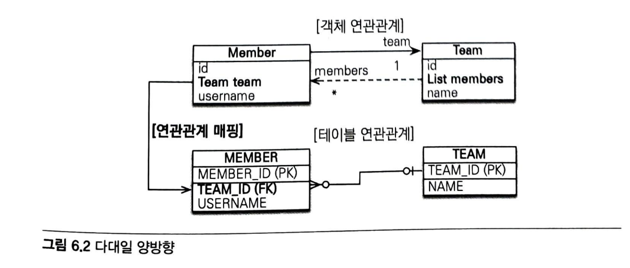 [객체 연관관계]
Member
team
Team
id
Team team
username
members
1
*
id
List members
name
[연관관계 매핑]
[테이블 연관관계]
MEMBER
MEMBER_ID (PK)
TEAM_ID (FK)
USERNAME
TEAM
TEAM_ID (PK)
NAME
그림 6.2 다대일 양방향